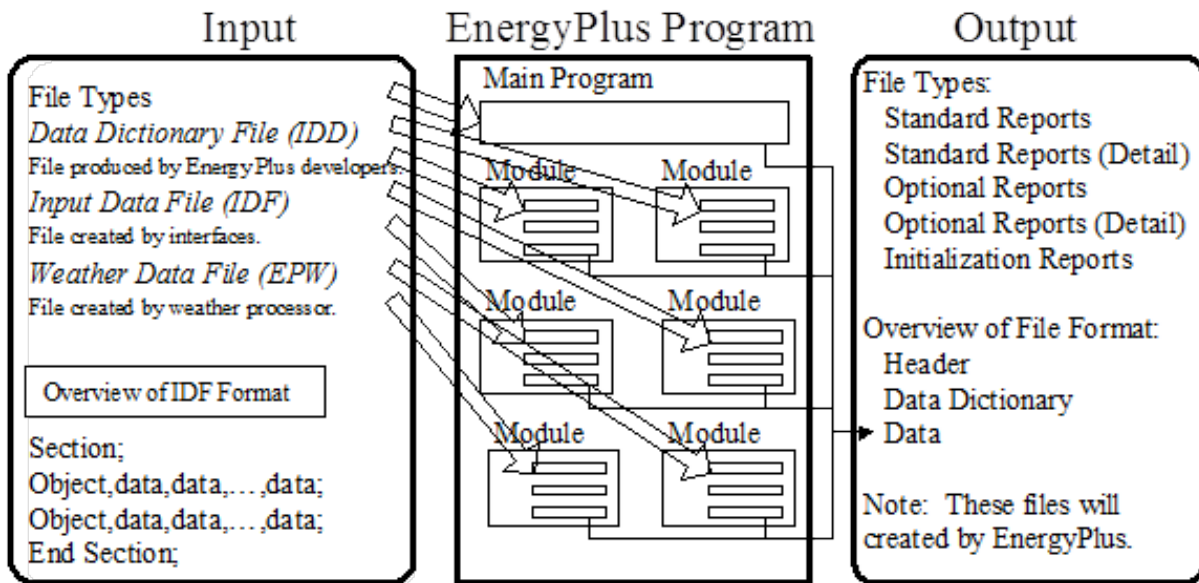 Input
File Types
Data Dictionary File (IDD)
File produced by EnergyPlus developers.
Input Data File (IDF)
File created by interfaces.
Weather Data File (EPW)
File created by weather processor.
Overview of IDF Format
Section;
Object,data,data,…,data;
Object,data,data,…,data;
End Section;
EnergyPlus Program
Main Program
Module
Module
Module
Module
Module
Module
Output
File Types:
Standard Reports
Standard Reports (Detail)
Optional Reports
Optional Reports (Detail)
Initialization Reports
Overview of File Format:
Header
Data Dictionary
Data
Note: These files will
created by EnergyPlus.